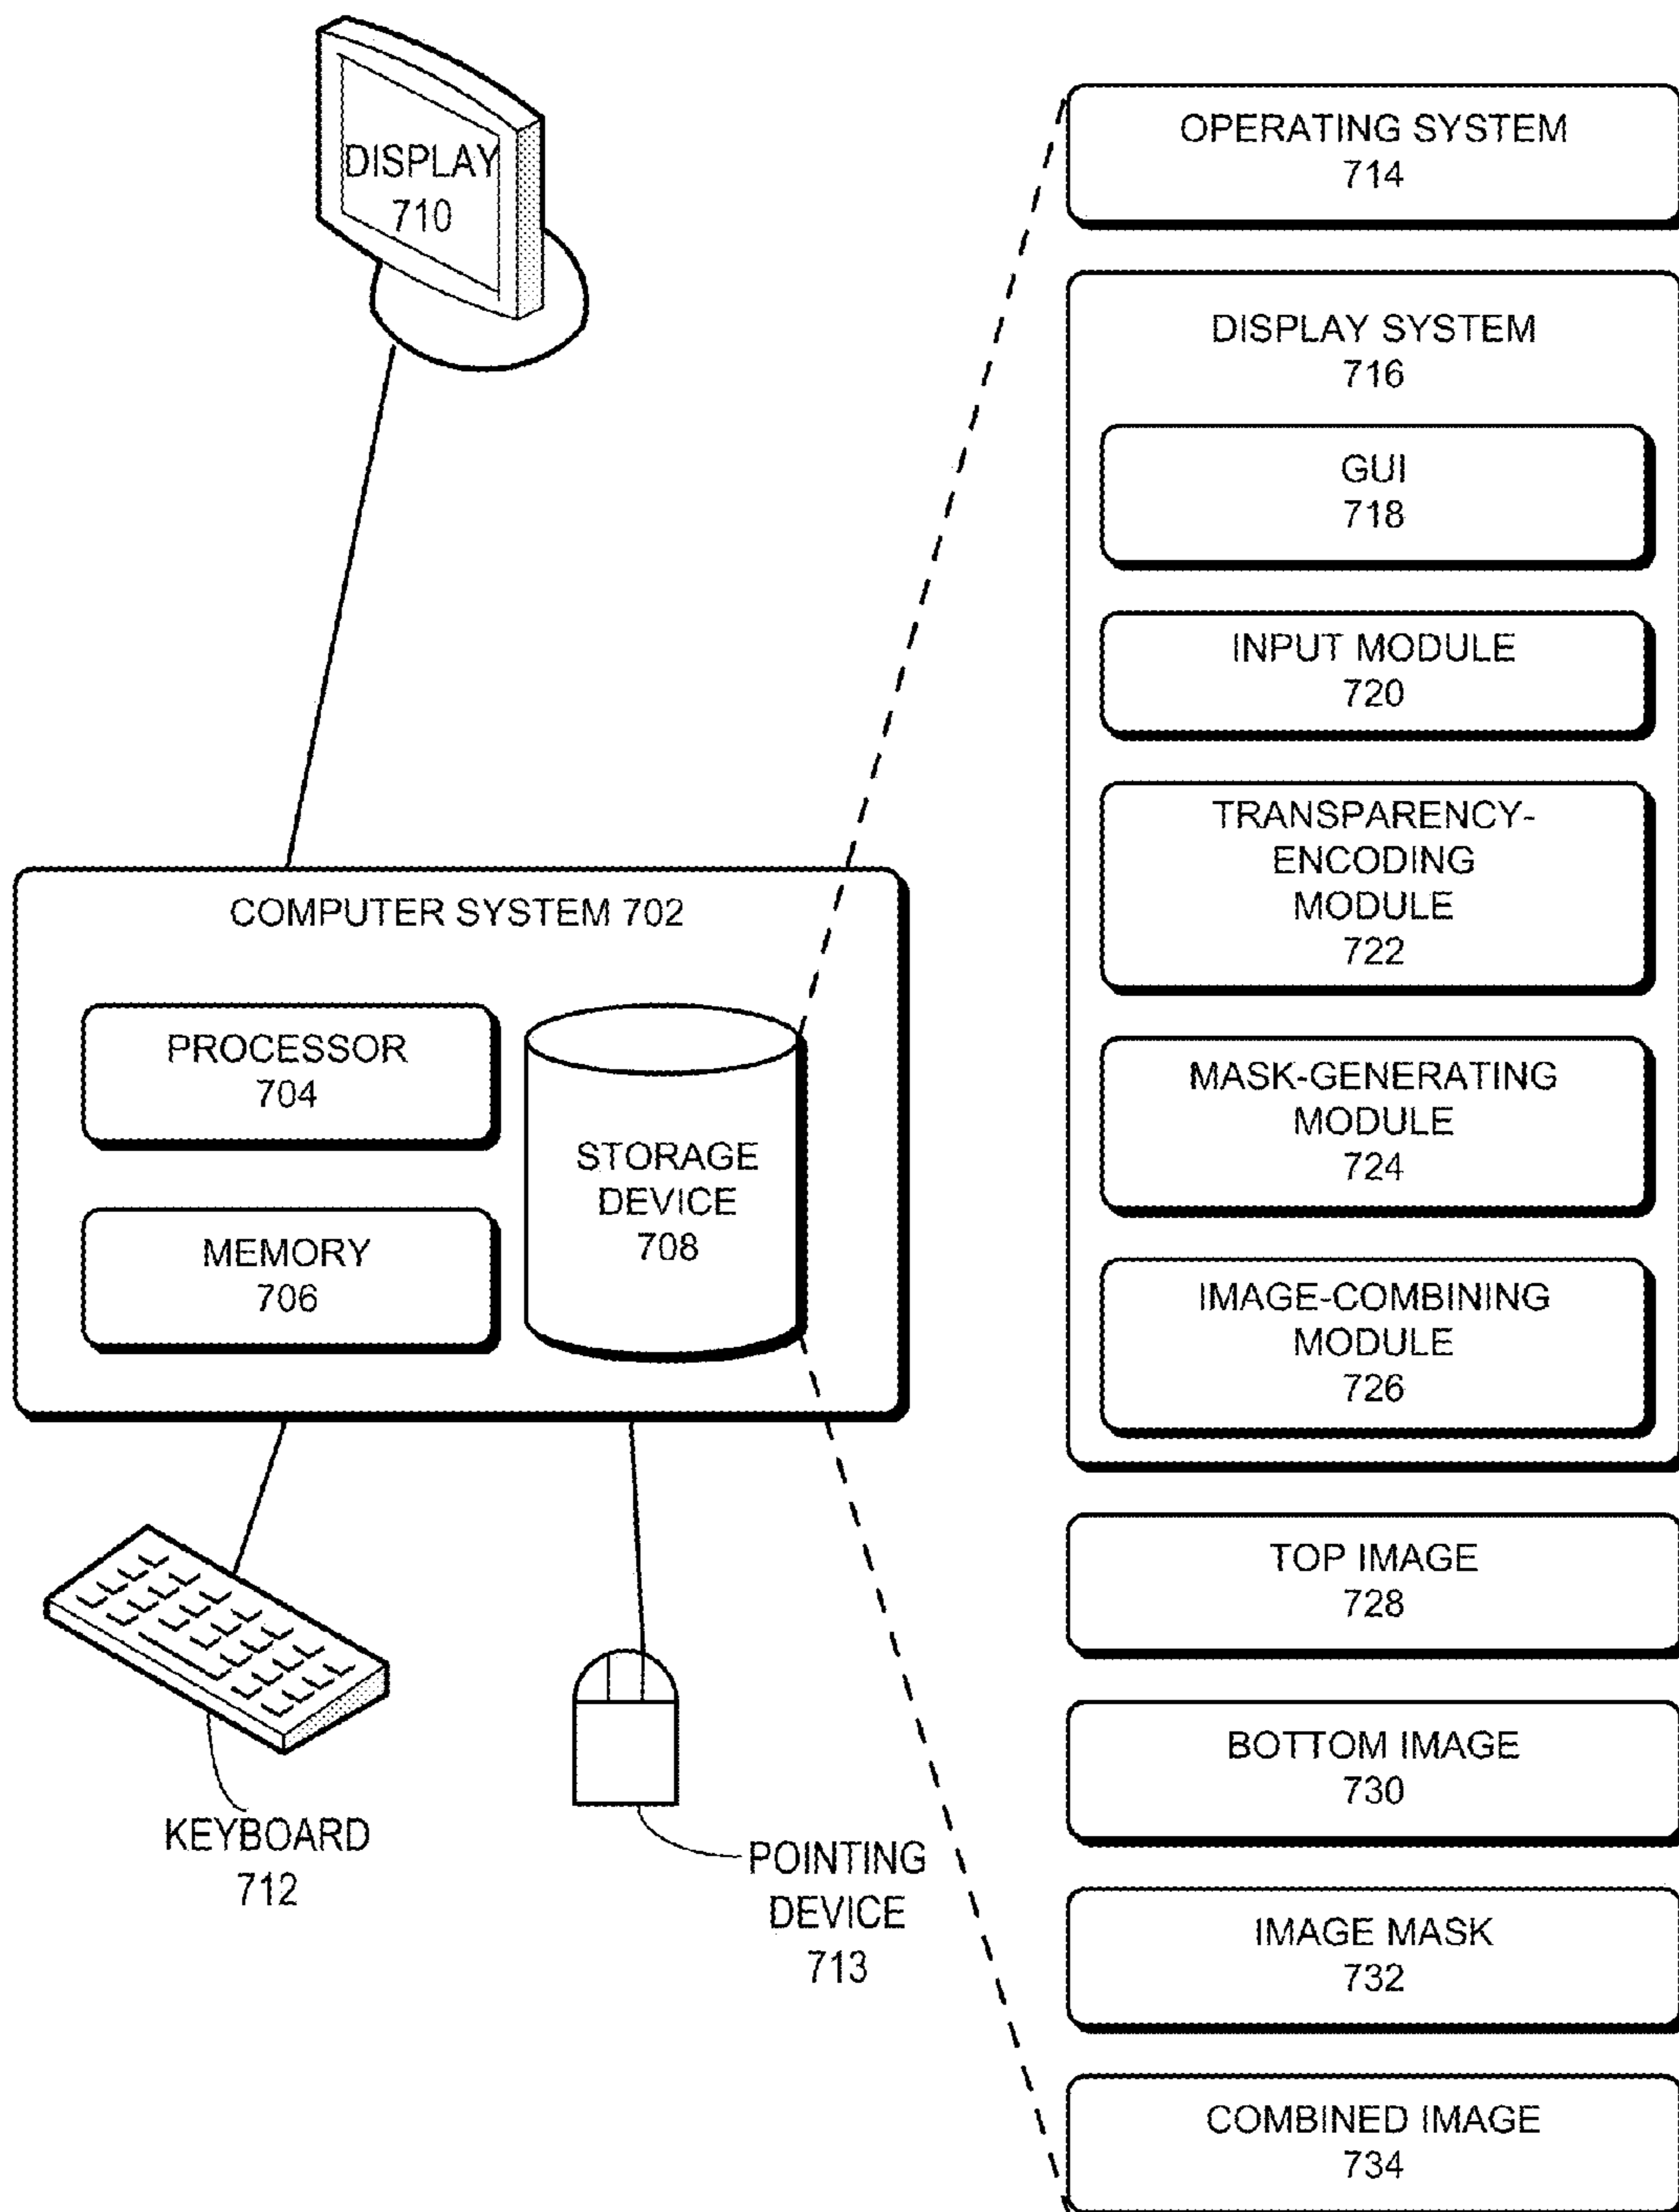 DISPLAY
710
COMPUTER SYSTEM 702
PROCESSOR
704
MEMORY
706
STORAGE
DEVICE
708
KEYBOARD
712
POINTING
DEVICE
713
OPERATING SYSTEM
714
DISPLAY SYSTEM
716
GUI
718
INPUT MODULE
720
TRANSPARENCY-
ENCODING
MODULE
722
MASK-GENERATING
MODULE
724
IMAGE-COMBINING
MODULE
726
TOP IMAGE
728
BOTTOM IMAGE
730
IMAGE MASK
732
COMBINED IMAGE
734